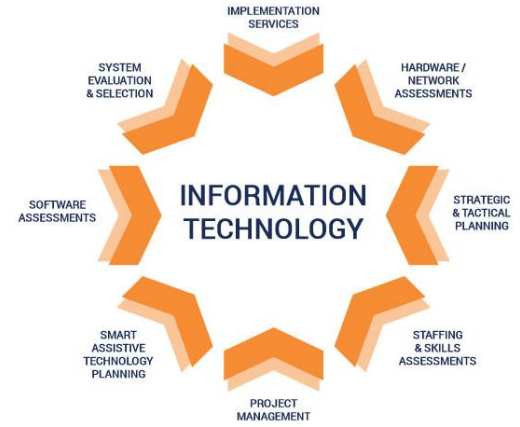 IMPLEMENTATION
SERVICES
HARDWARE /
NETWORK
ASSESSMENTS
STRATEGIC
& TACTICAL
PLANNING
STAFFING
& SKILLS
ASSESSMENTS
PROJECT
MANAGEMENT
SMART
ASSISTIVE
TECHNOLOGY
PLANNING
SOFTWARE
ASSESSMENTS
SYSTEM
EVALUATION
& SELECTION
INFORMATION
TECHNOLOGY